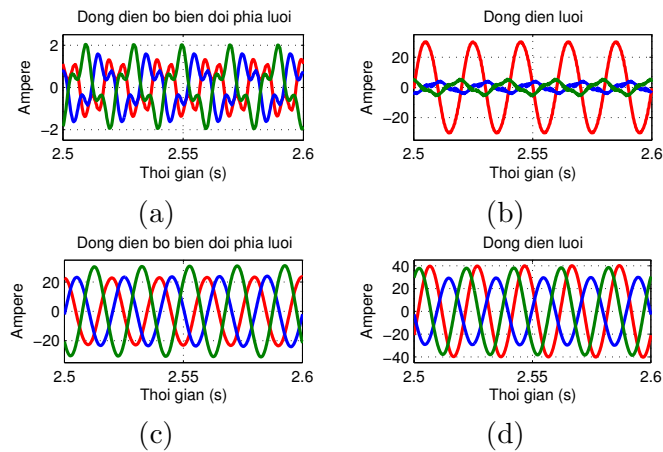 Dong dien bo bien doi phia luoi
Ampere
2
0
−2
2.5
2.55
2.6
Thoi gian (s)
(a)
Dong dien luoi
Ampere
20
0
−20
2.5
2.55
2.6
Thoi gian (s)
(b)
Dong dien bo bien doi phia luoi
Ampere
20
0
−20
2.5
2.55
2.6
Thoi gian (s)
(c)
Dong dien luoi
Ampere
40
20
0
−20
−40
2.5
2.55
2.6
Thoi gian (s)
(d)